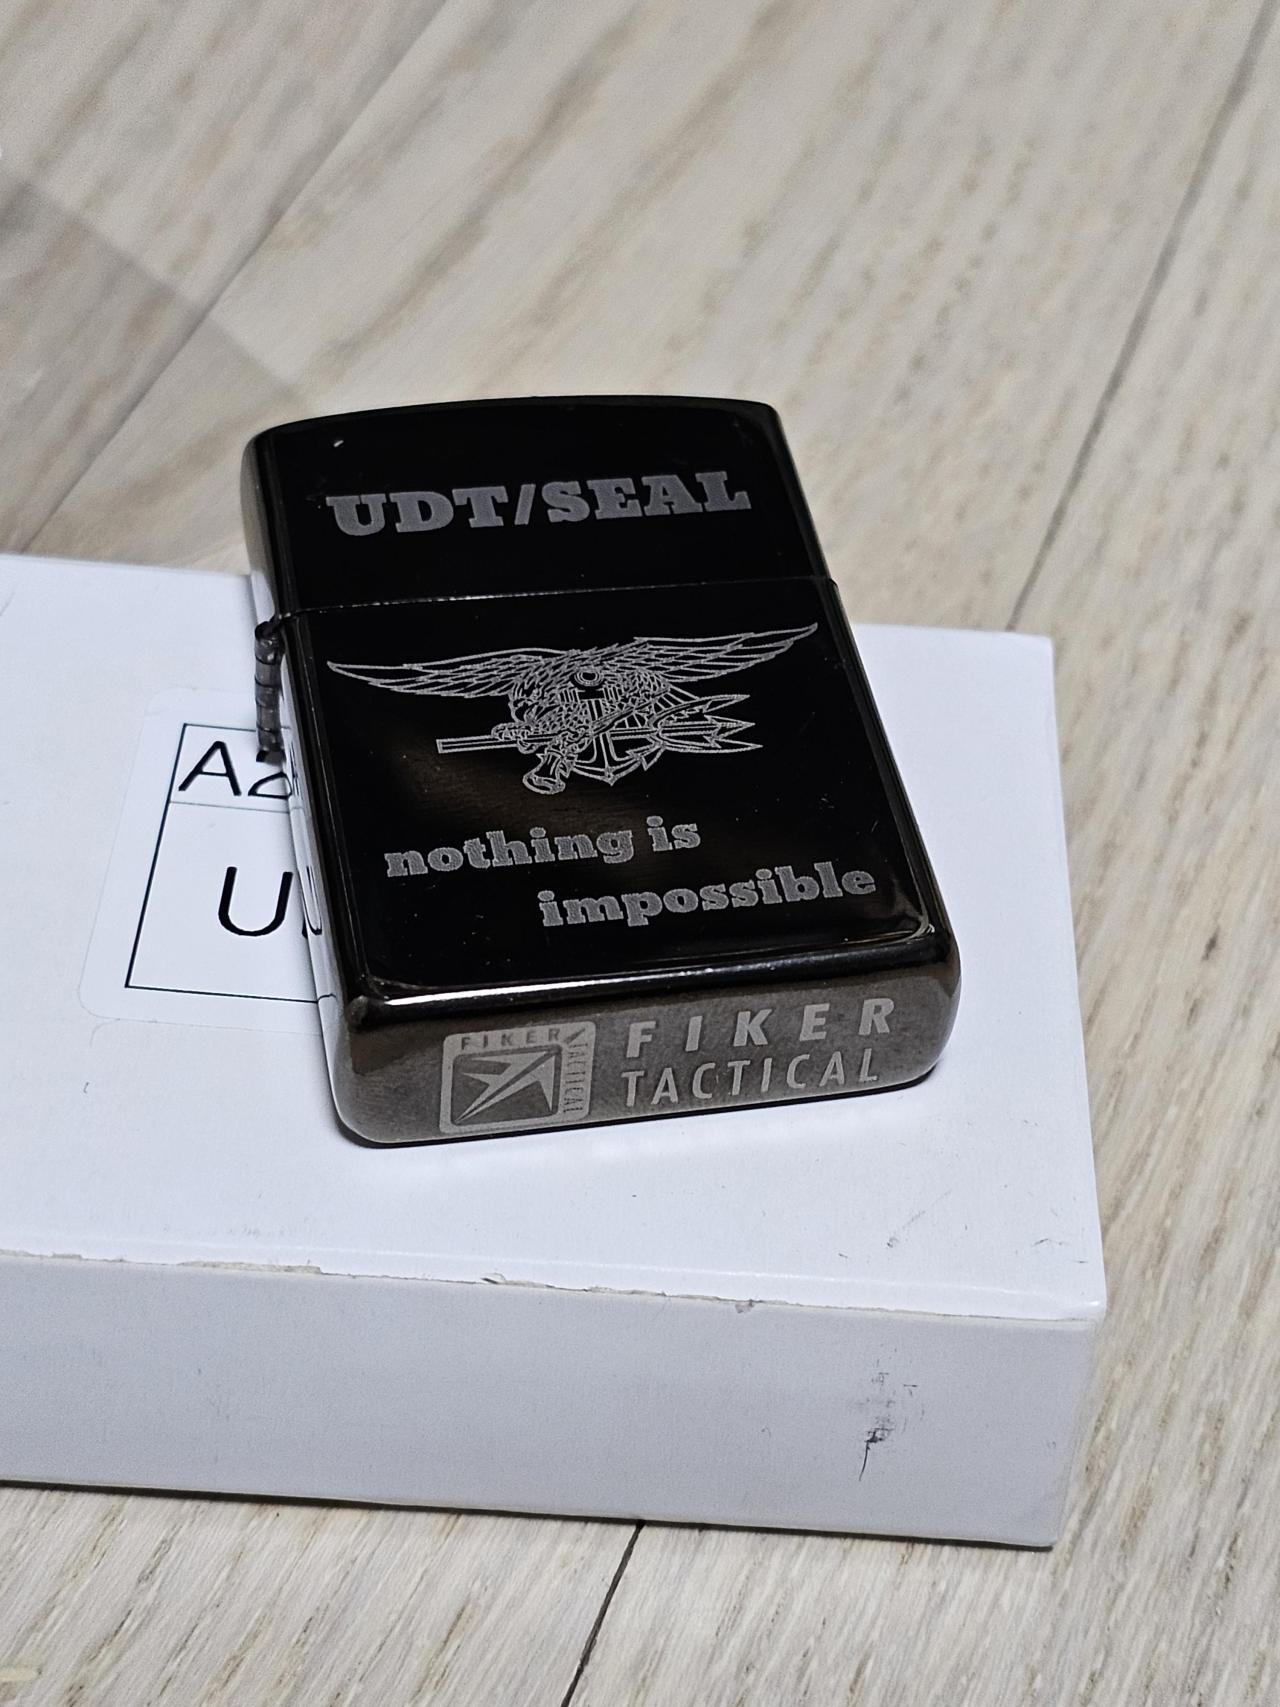 UDT/SEAL
nothing is
impossible
FIKER
TACTICAL
FIKER
TACTICAL